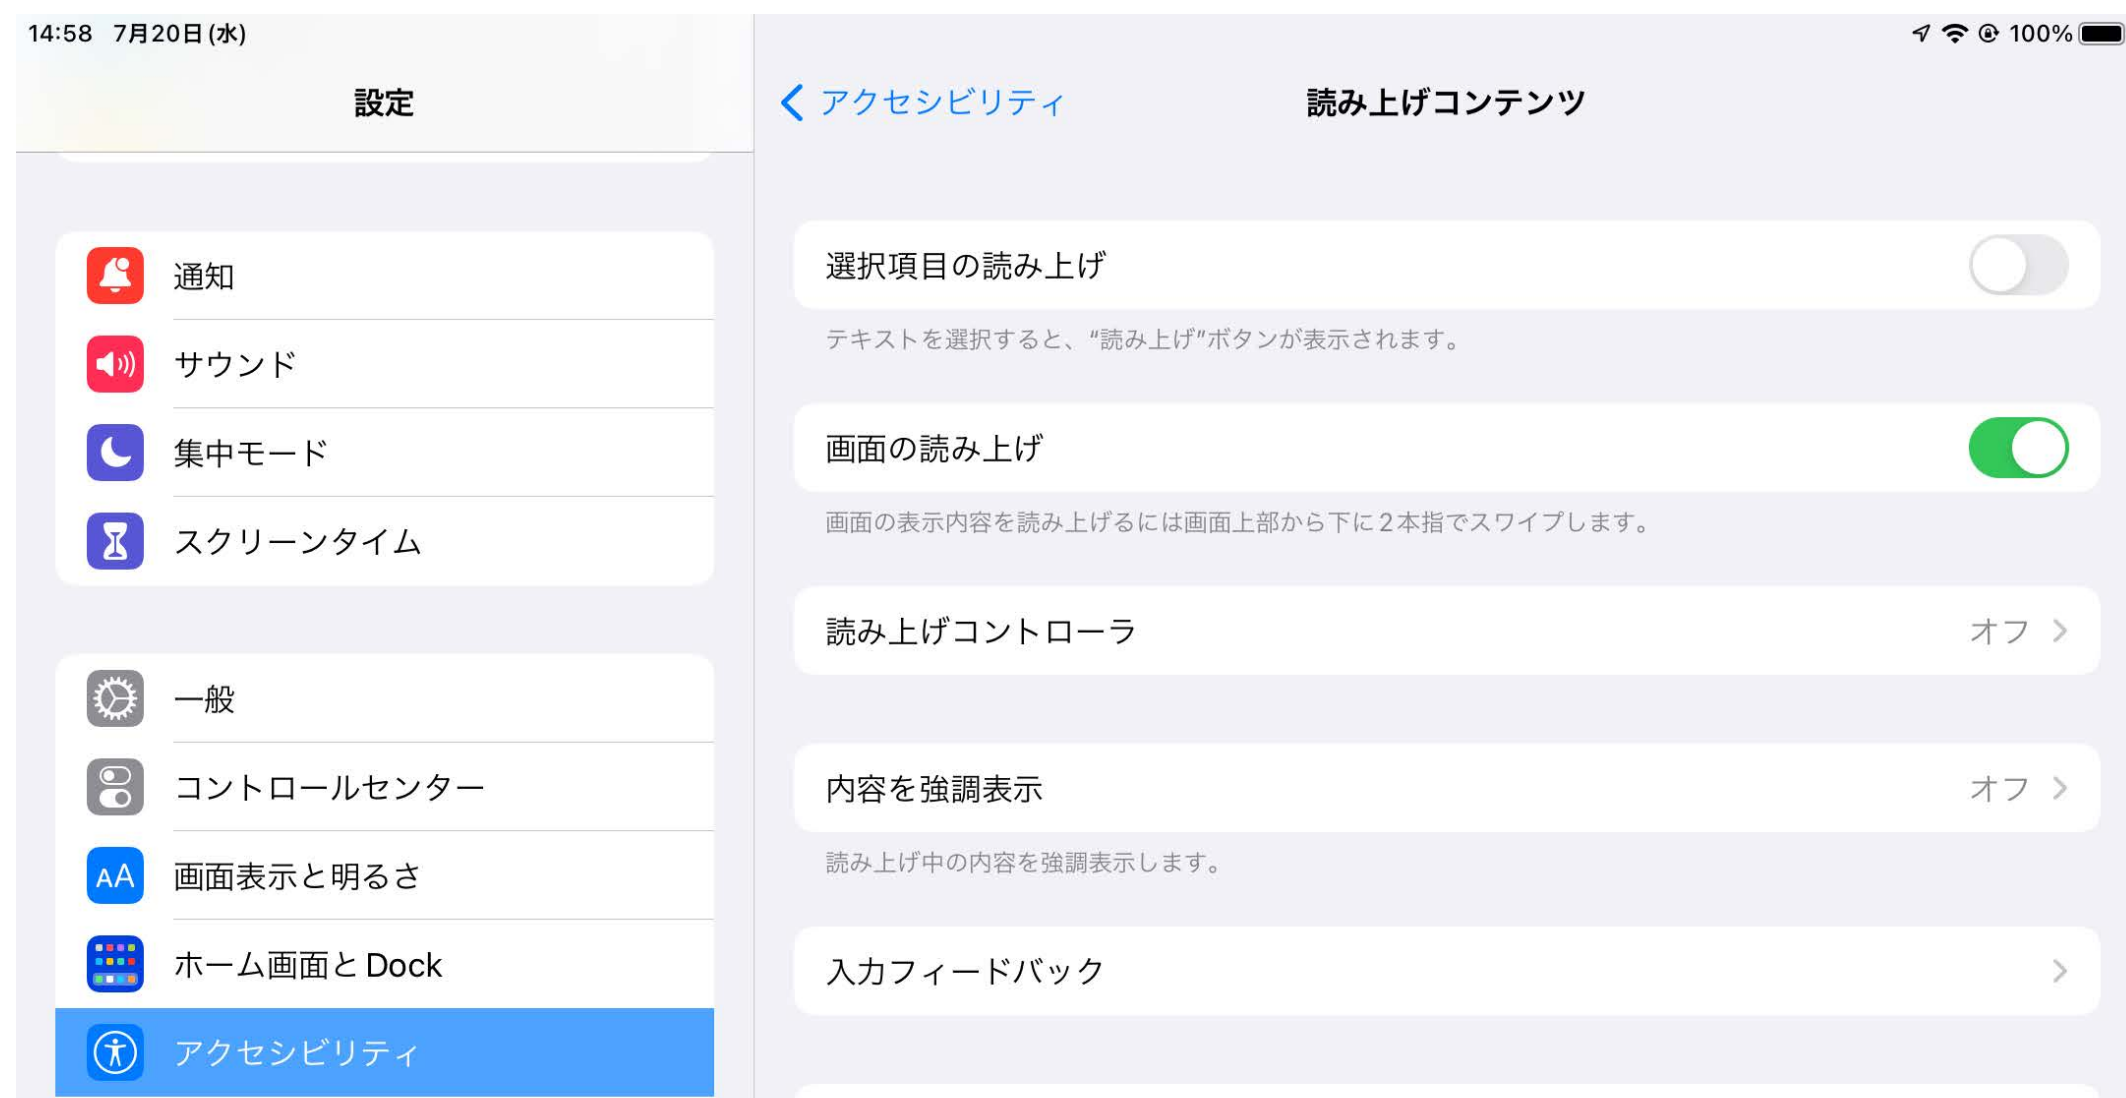 14:58 7月20日(水)
100%
設定
通知
サウンド
集中モード
スクリーンタイム
一般
コントロールセンター
AA 画面表示と明るさ
ホーム画面とDock
アクセシビリティ
アクセシビリティ
読み上げコンテンツ
選択項目の読み上げ
テキストを選択すると、“読み上げ”ボタンが表示されます。
画面の読み上げ
画面の表示内容を読み上げるには画面上部から下に2本指でスワイプします。
読み上げコントローラ オフ
内容を強調表示 オフ
読み上げ中の内容を強調表示します。
入力フィードバック